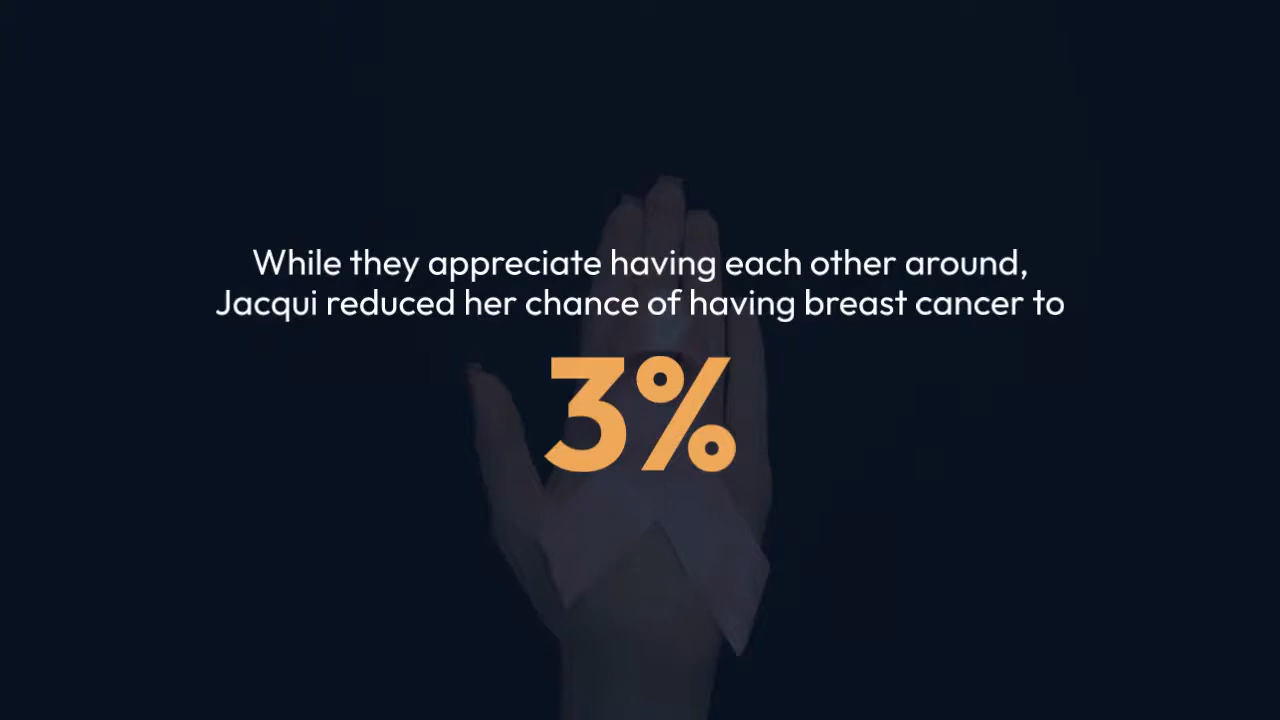 While they appreciate having each other around,
Jacqui reduced her chance of having breast cancer to
3%